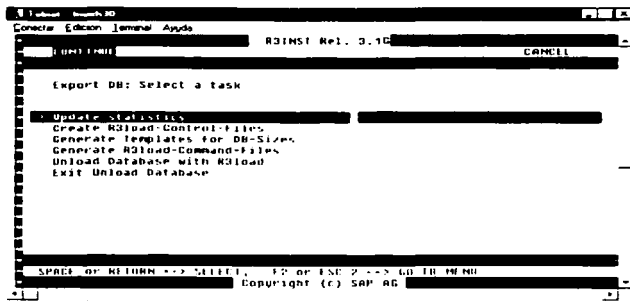 Telnet
Conectar Edición Terminal Ayuda
R3INST Rel. 3.1G
CONTINUE CANCEL
Export DB: Select a task
> Update statistics
Create R3load-Control-Files
Generate Templates for DB-Sizes
Generate R3load-Command-Files
Unload Database with R3load
Exit Unload Database
SPACE or RETURN --> SELECT, F2 or ESC 2 --> GO TO MENU
Copyright (c) SAP AG